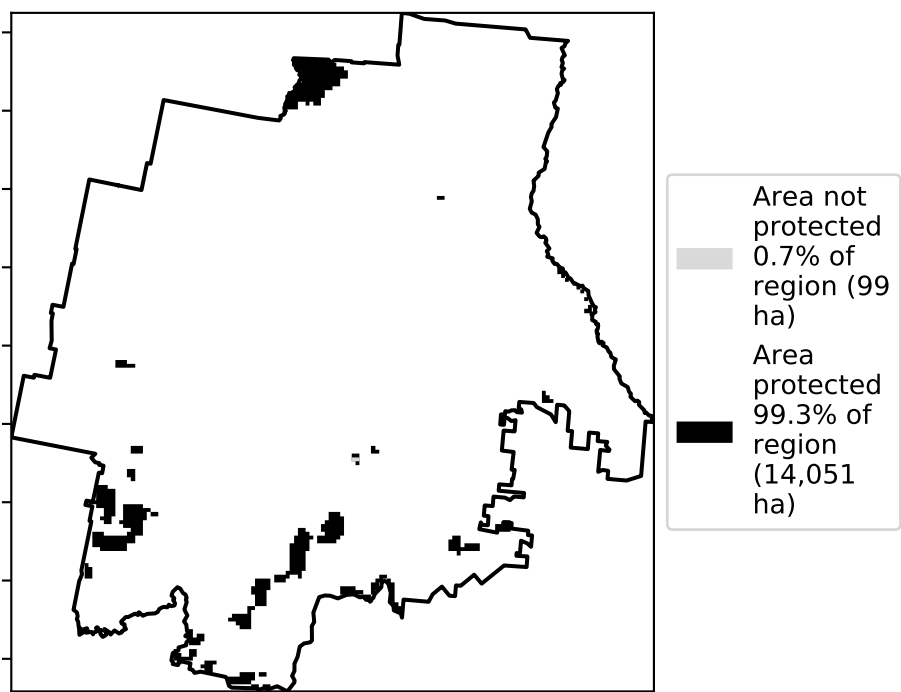 Area not
protected
0.7% of
region (99
ha)
Area
protected
99.3% of
region
(14,051
ha)